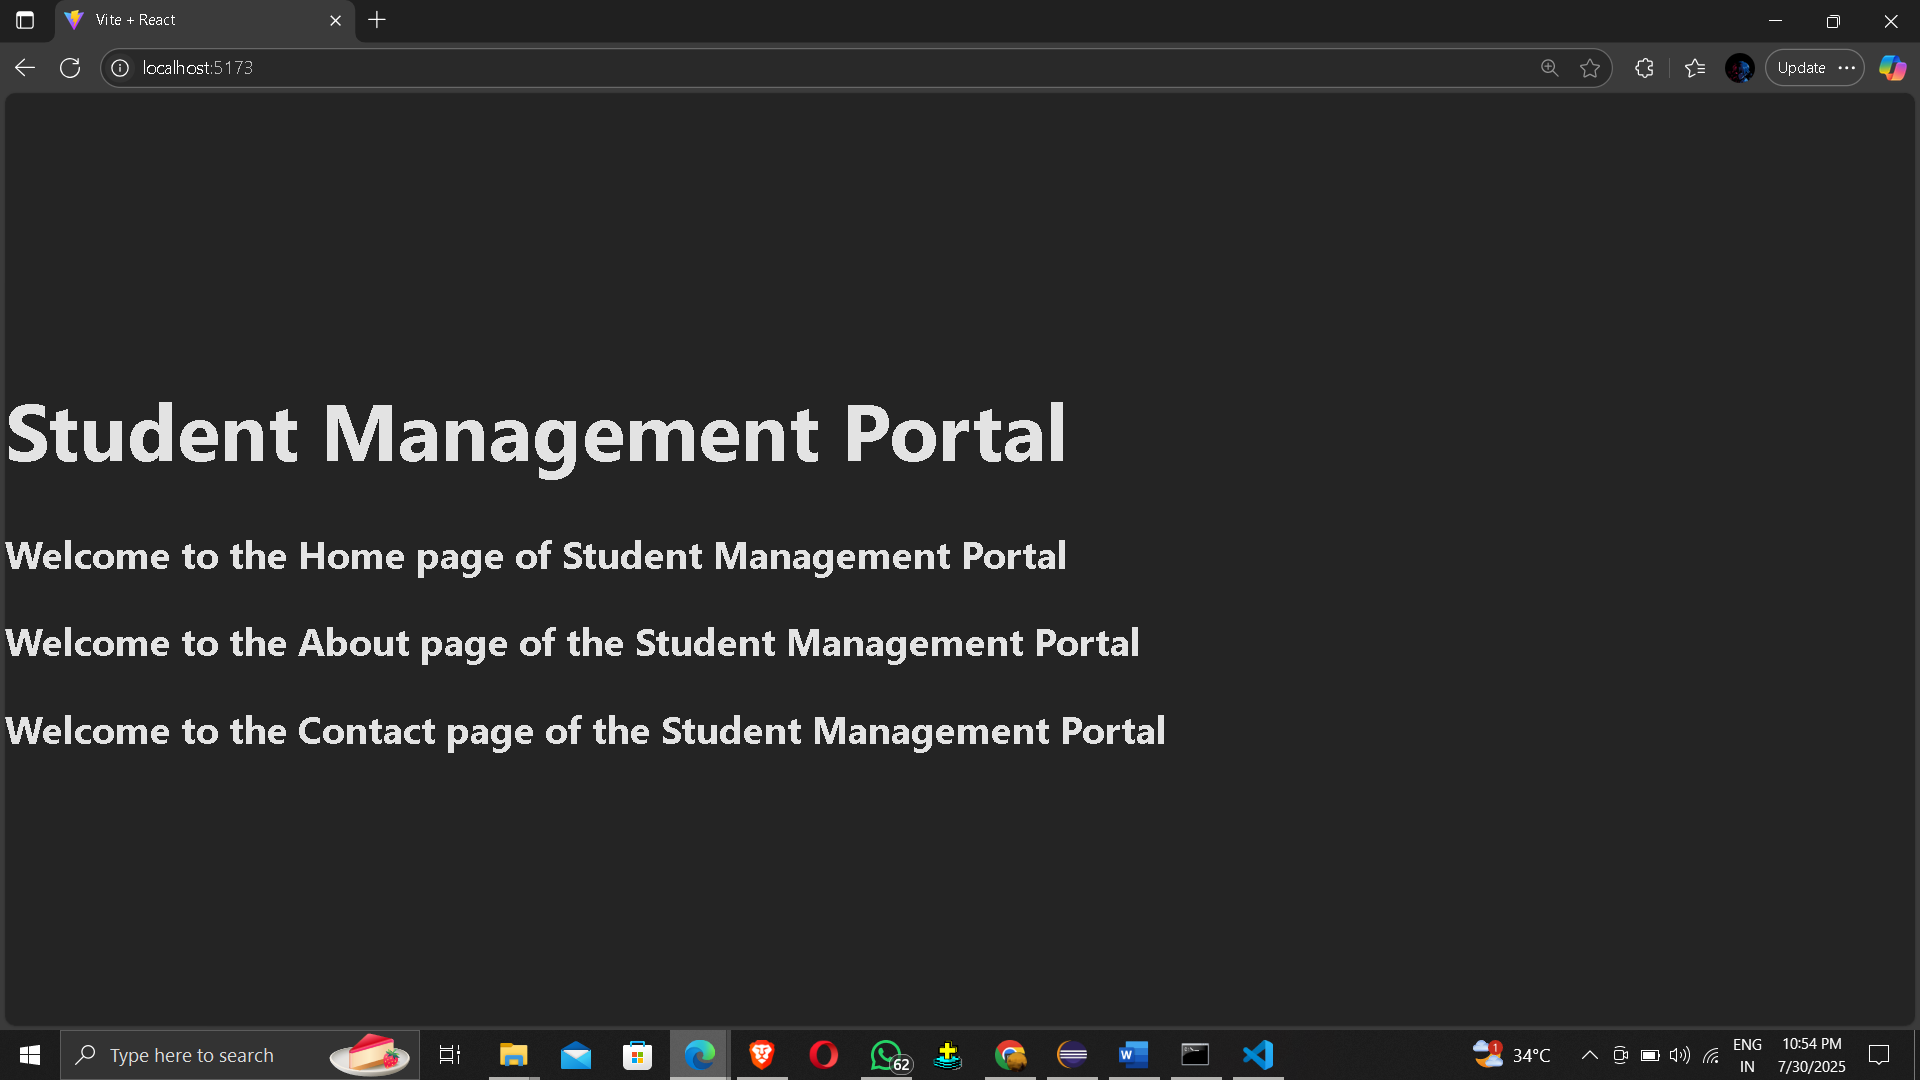 Vite + React
localhost:5173
Update
Student Management Portal
Welcome to the Home page of Student Management Portal
Welcome to the About page of the Student Management Portal
Welcome to the Contact page of the Student Management Portal
Type here to search
62
1
34°C
ENG
IN
10:54 PM
7/30/2025